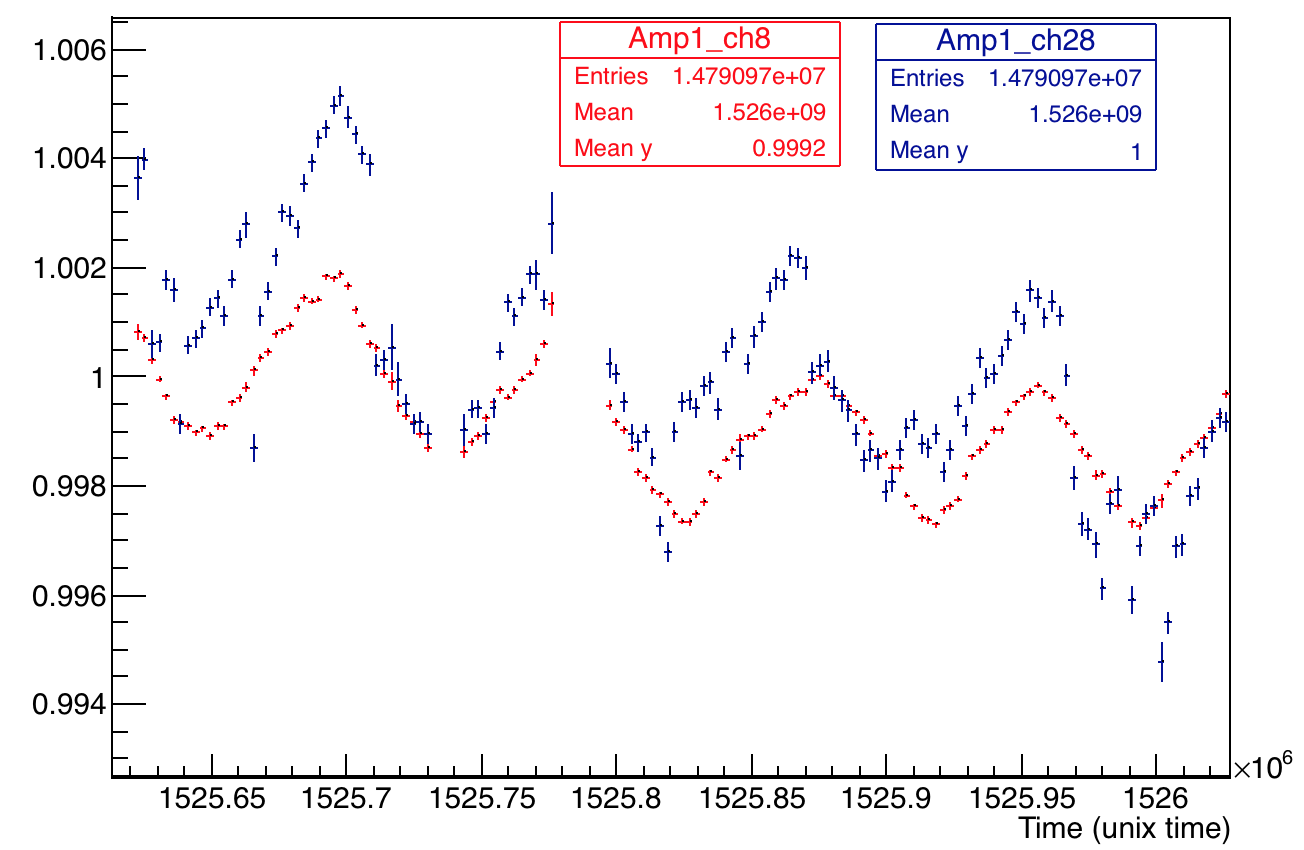 Amp1_ch8
Entries 1.479097e+07
Mean 1.526e+09
Mean y 0.9992
Amp1_ch28
Entries 1.479097e+07
Mean 1.526e+09
Mean y 1
1.006
1.004
1.002
1
0.998
0.996
0.994
1525.65 1525.7 1525.75 1525.8 1525.85 1525.9 1525.95 1526
×10⁶
Time (unix time)